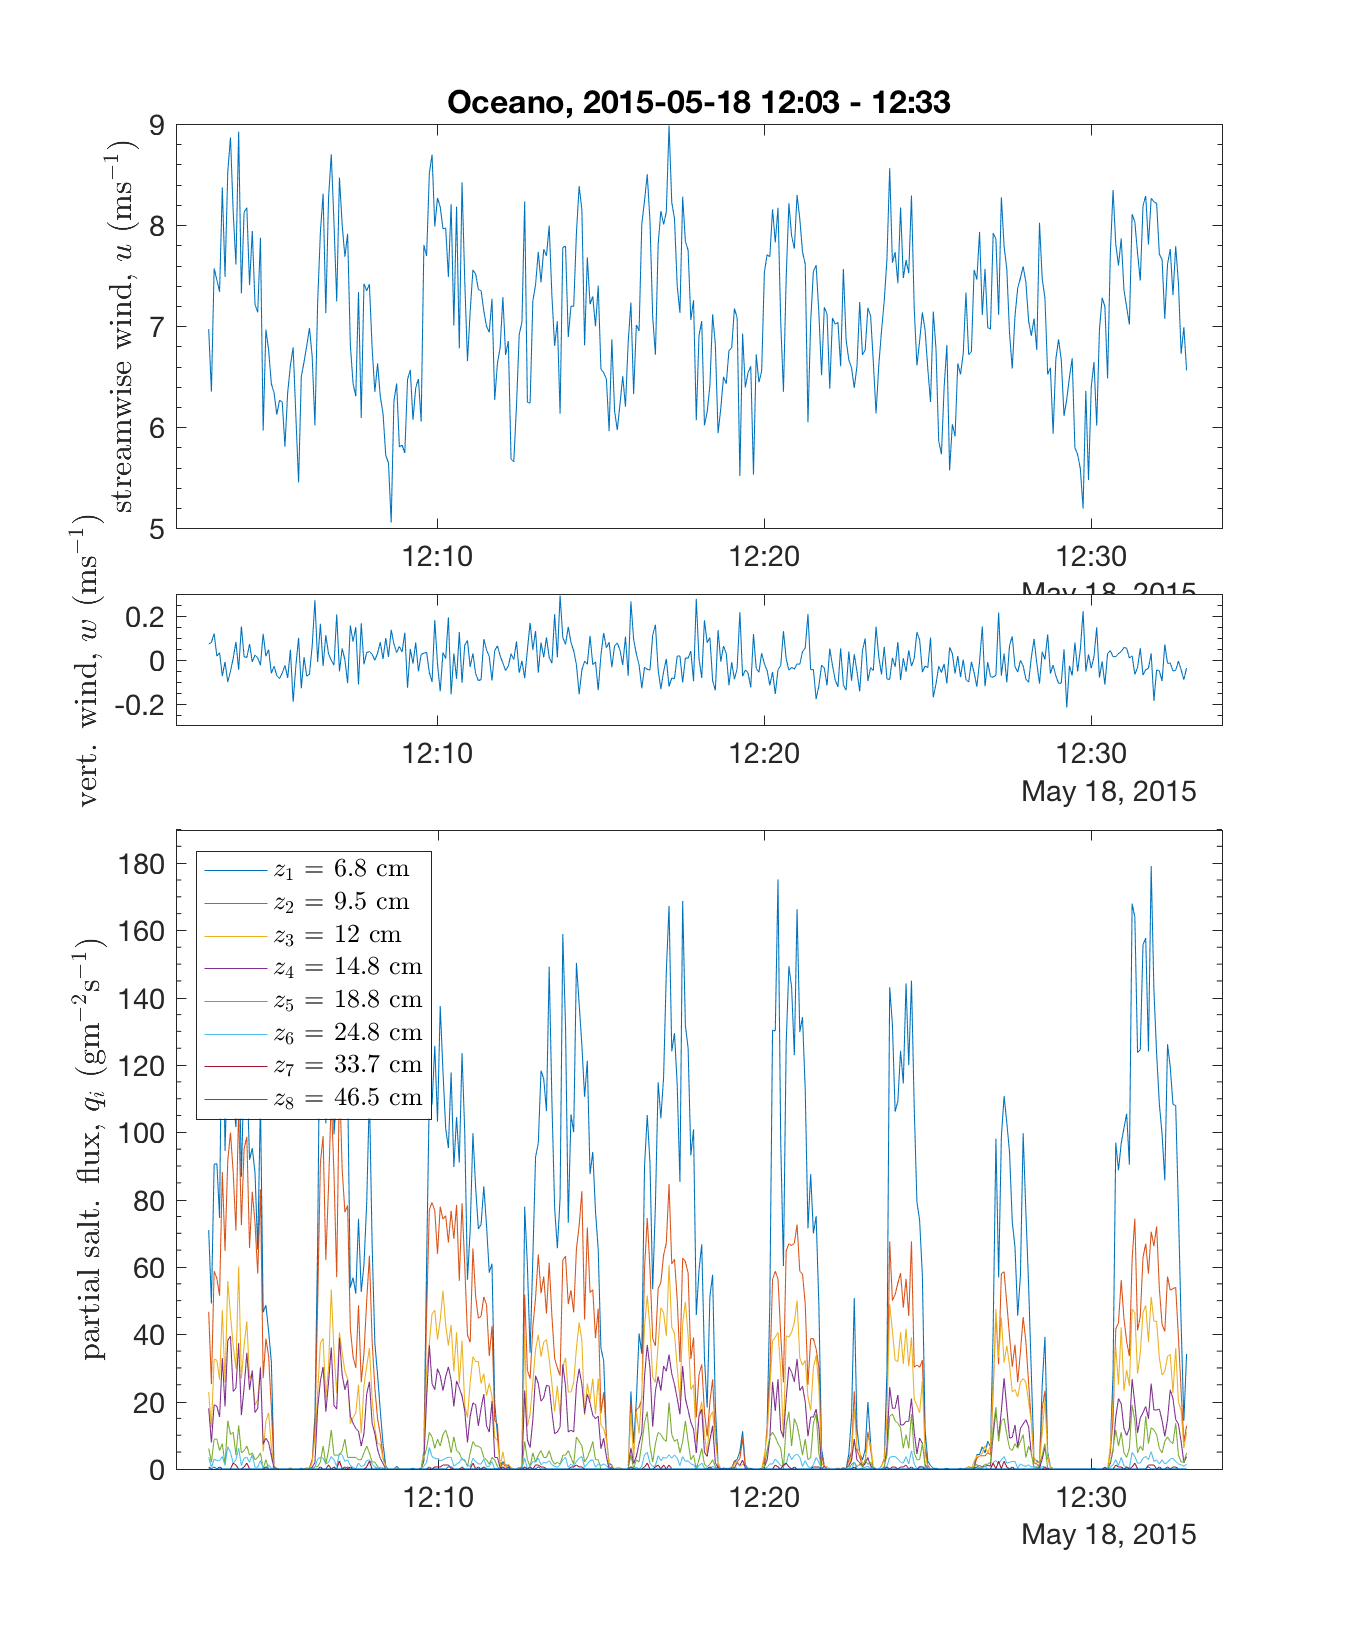 Oceano, 2015-05-18 12:03 - 12:33
streamwise wind, u (ms⁻¹)
9
8
7
6
5
12:10 12:20 12:30
May 18, 2015
vert. wind, w (ms⁻¹)
0.2
0
-0.2
12:10 12:20 12:30
May 18, 2015
partial salt. flux, qᵢ (gm⁻²s⁻¹)
180
160
140
120
100
80
60
40
20
0
z₁ = 6.8 cm
z₂ = 9.5 cm
z₃ = 12 cm
z₄ = 14.8 cm
z₅ = 18.8 cm
z₆ = 24.8 cm
z₇ = 33.7 cm
z₈ = 46.5 cm
12:10 12:20 12:30
May 18, 2015